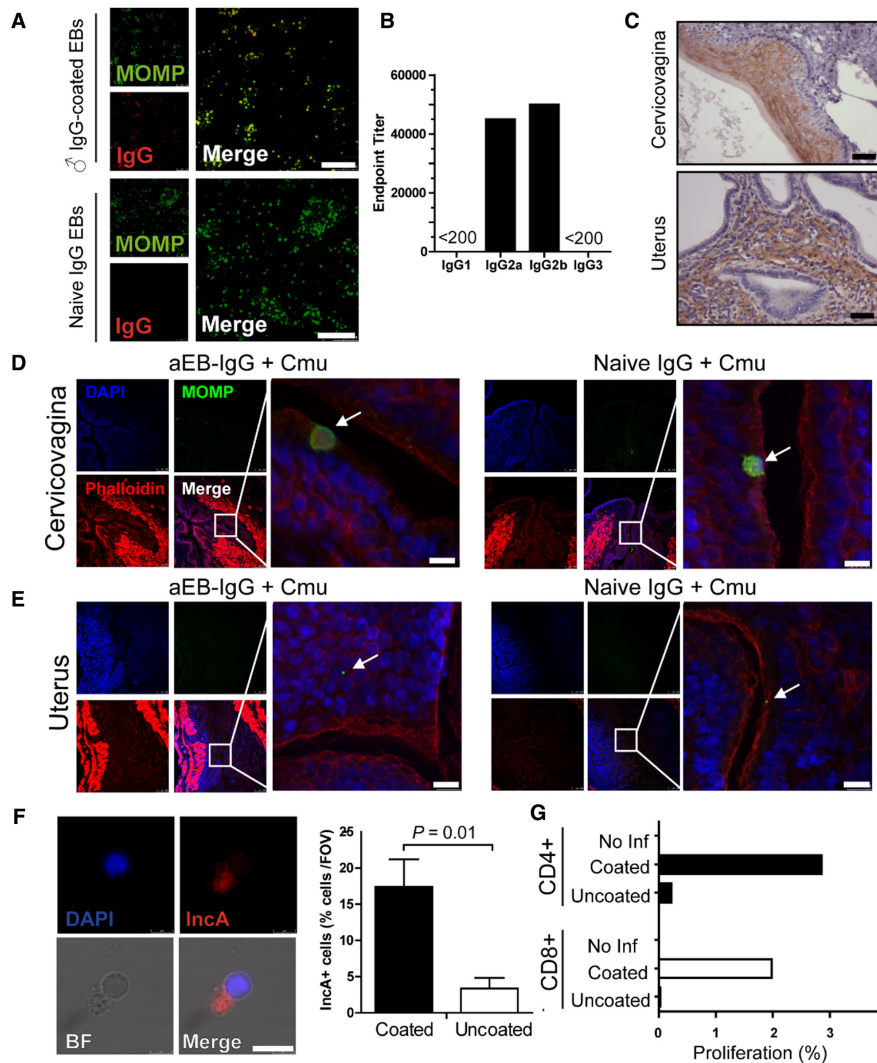 A
♂ IgG-coated EBs
MOMP
IgG
Merge
Naive IgG EBs
MOMP
IgG
Merge
B
Endpoint Titer
60000
50000
40000
30000
20000
10000
0
<200
<200
IgG1 IgG2a IgG2b IgG3
C
Cervicovagina
Uterus
D
aEB-IgG + Cmu
Naive IgG + Cmu
Cervicovagina
DAPI
MOMP
Phalloidin
Merge
E
aEB-IgG + Cmu
Naive IgG + Cmu
Uterus
F
DAPI
IncA
BF
Merge
IncA+ cells (% cells /FOV)
25
20
15
10
5
0
P = 0.01
Coated Uncoated
G
CD4+
No Inf
Coated
Uncoated
CD8+
No Inf
Coated
Uncoated
0 1 2 3
Proliferation (%)